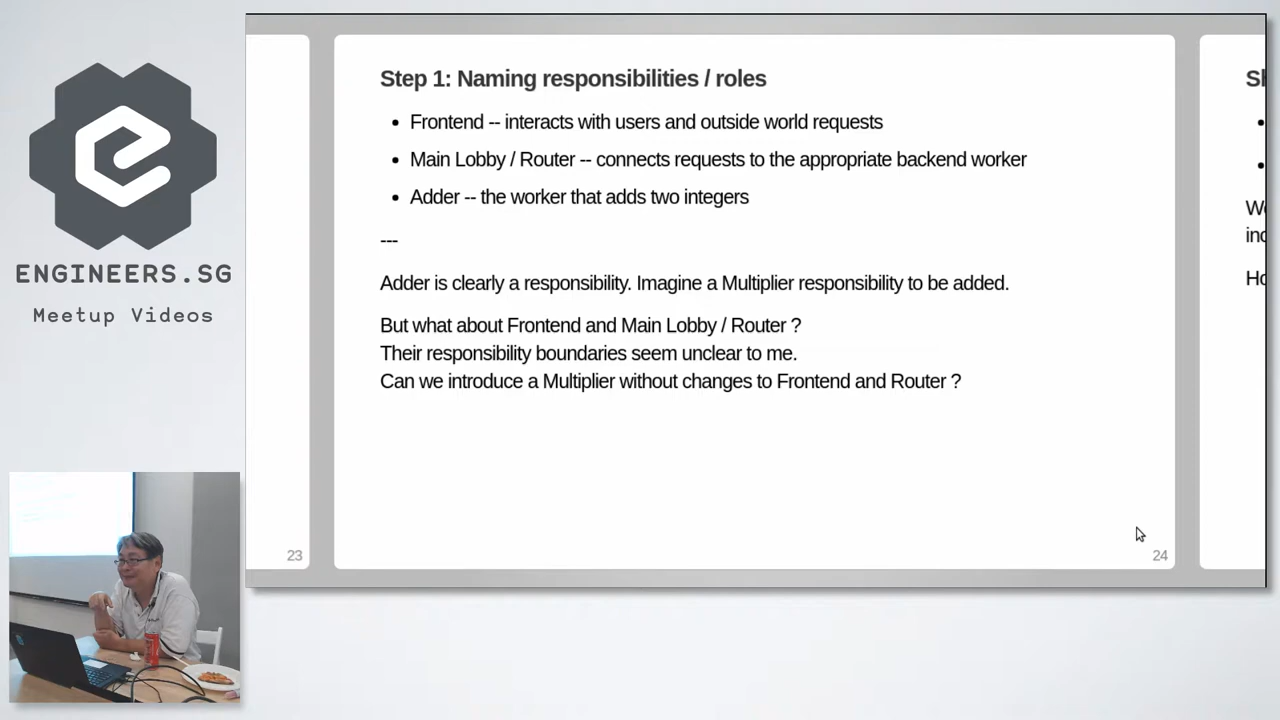 ENGINEERS.SG
Meetup Videos
23
Step 1: Naming responsibilities / roles
• Frontend -- interacts with users and outside world requests
• Main Lobby / Router -- connects requests to the appropriate backend worker
• Adder -- the worker that adds two integers
---
Adder is clearly a responsibility. Imagine a Multiplier responsibility to be added.
But what about Frontend and Main Lobby / Router ?
Their responsibility boundaries seem unclear to me.
Can we introduce a Multiplier without changes to Frontend and Router ?
24